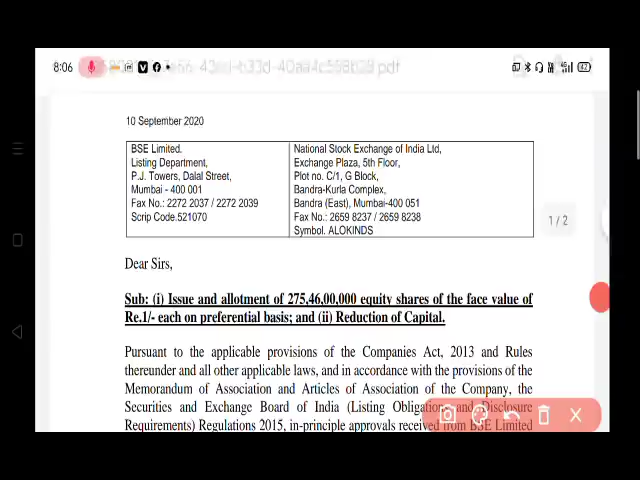 8:06
40aa4c568b28.pdf
42
10 September 2020
BSE Limited.
Listing Department,
P.J. Towers, Dalal Street,
Mumbai - 400 001
Fax No.: 2272 2037 / 2272 2039
Scrip Code.521070
National Stock Exchange of India Ltd,
Exchange Plaza, 5th Floor,
Plot no. C/1, G Block,
Bandra-Kurla Complex,
Bandra (East), Mumbai-400 051
Fax No.: 2659 8237 / 2659 8238
Symbol. ALOKINDS
1/2
Dear Sirs,
Sub: (i) Issue and allotment of 275,46,00,000 equity shares of the face value of
Re.1/- each on preferential basis; and (ii) Reduction of Capital.
Pursuant to the applicable provisions of the Companies Act, 2013 and Rules
thereunder and all other applicable laws, and in accordance with the provisions of the
Memorandum of Association and Articles of Association of the Company, the
Securities and Exchange Board of India (Listing Obligations and Disclosure
Requirements) Regulations 2015, in-principle approvals received from BSE Limited